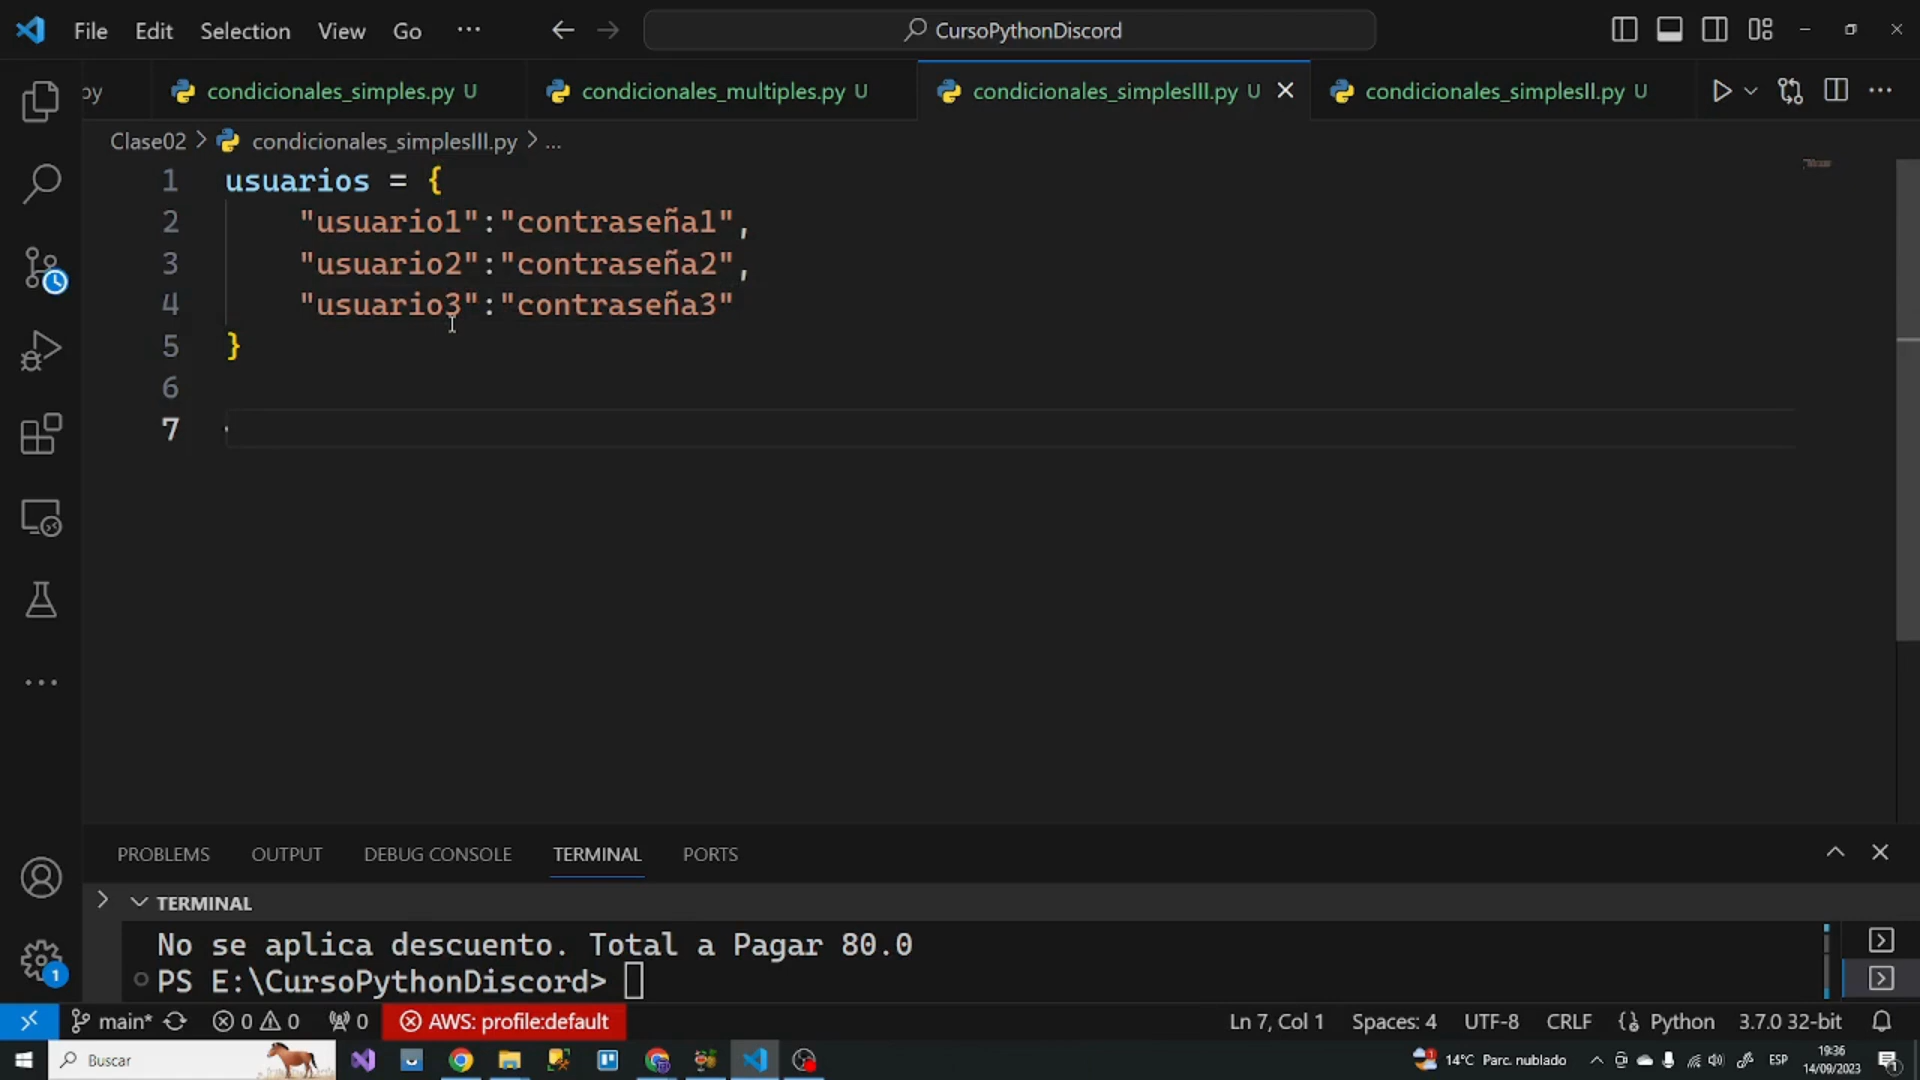 File Edit Selection View Go ··· CursoPythonDiscord
py condicionales_simples.py U condicionales_multiples.py U condicionales_simplesIII.py U condicionales_simplesII.py U
Clase02 > condicionales_simplesIII.py > ...
1 usuarios = {
2 "usuario1":"contraseña1",
3 "usuario2":"contraseña2",
4 "usuario3":"contraseña3"
5 }
6
7
PROBLEMS OUTPUT DEBUG CONSOLE TERMINAL PORTS
TERMINAL
No se aplica descuento. Total a Pagar 80.0
PS E:\CursoPythonDiscord>
1
main* 0 0 0 AWS: profile:default Ln 7, Col 1 Spaces: 4 UTF-8 CRLF Python 3.7.0 32-bit
Buscar 1 14°C Parc. nublado ESP 19:36 1
14/09/2023